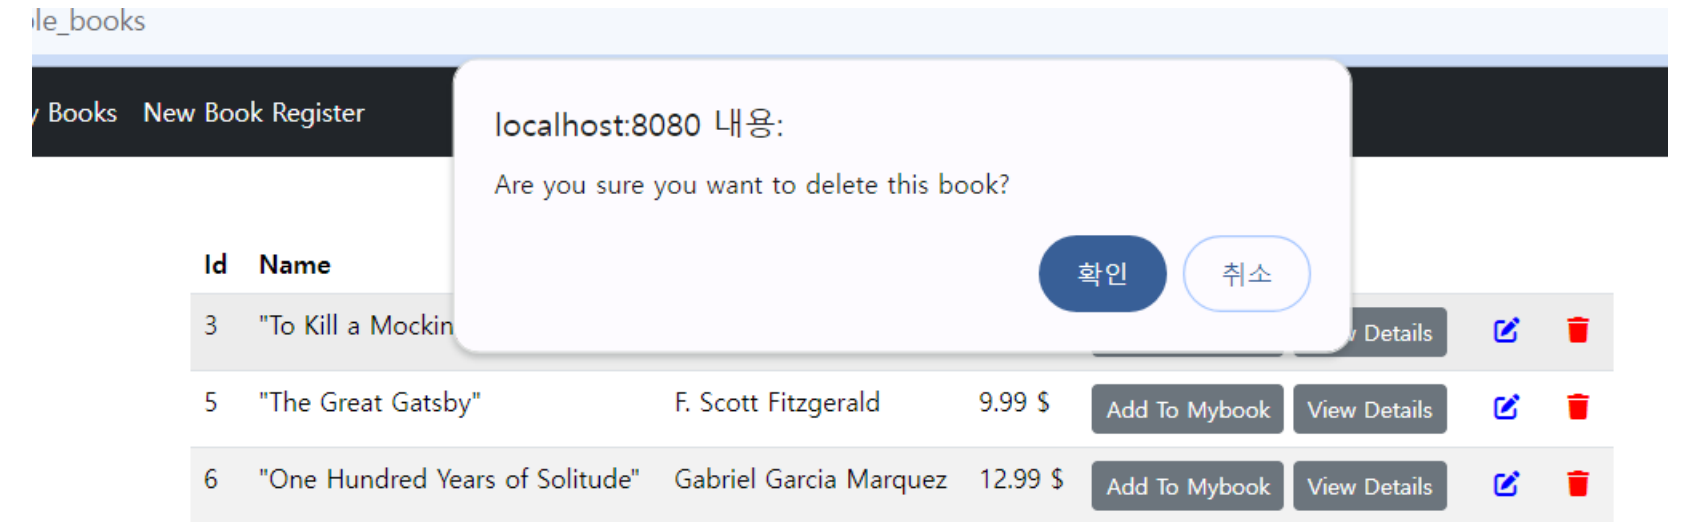 le_books
Books New Book Register
localhost:8080 내용:
Are you sure you want to delete this book?
확인 취소
Id Name
3 "To Kill a Mockin Details
5 "The Great Gatsby" F. Scott Fitzgerald 9.99 $ Add To Mybook View Details
6 "One Hundred Years of Solitude" Gabriel Garcia Marquez 12.99 $ Add To Mybook View Details